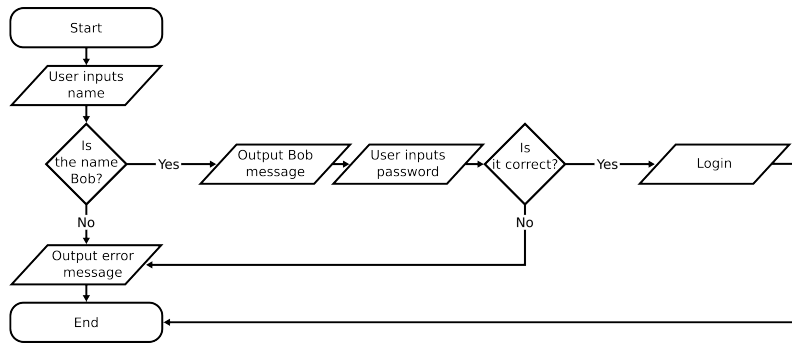 Start
User inputs
name
Is
the name
Bob?
Yes
Output Bob
message
User inputs
password
Is
it correct?
Yes
Login
No
No
Output error
message
End